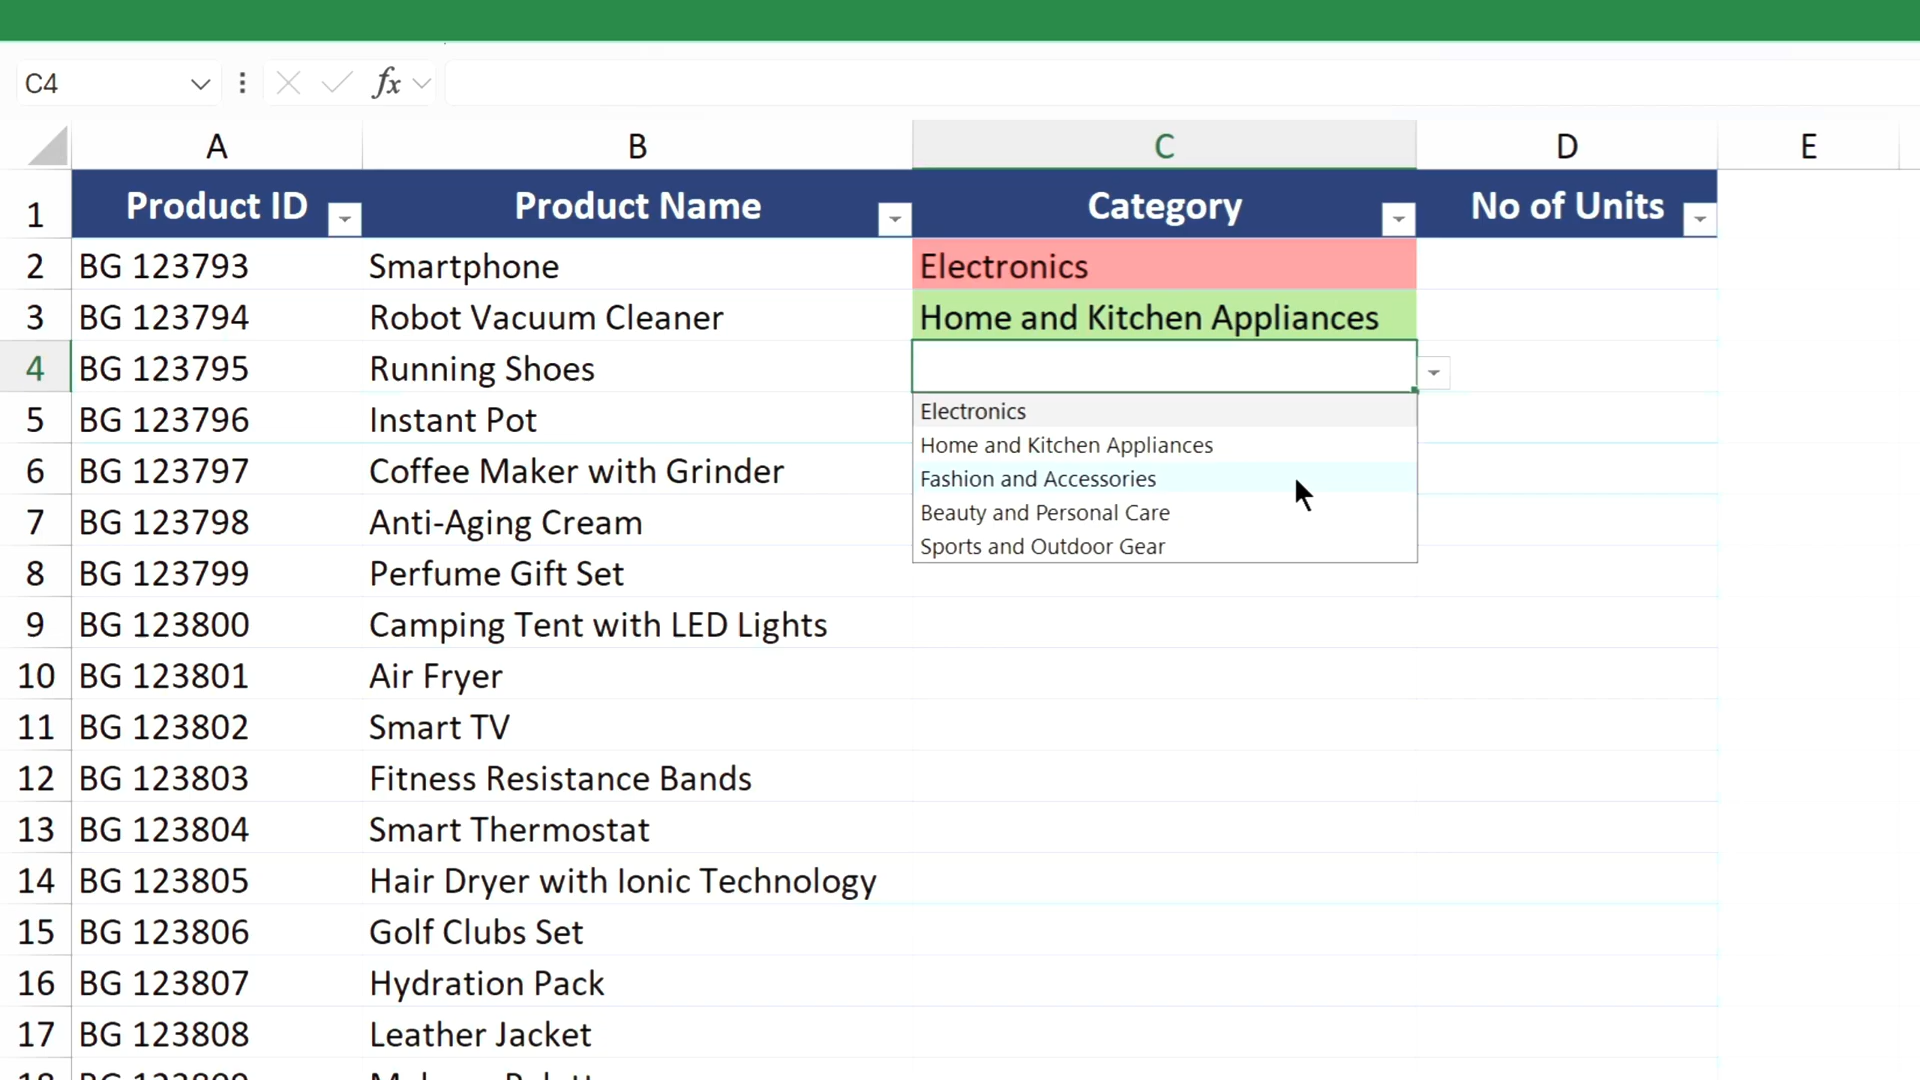 C4
fx
A B C D E
1 Product ID Product Name Category No of Units
2 BG 123793 Smartphone Electronics
3 BG 123794 Robot Vacuum Cleaner Home and Kitchen Appliances
4 BG 123795 Running Shoes
Electronics
Home and Kitchen Appliances
Fashion and Accessories
Beauty and Personal Care
Sports and Outdoor Gear
5 BG 123796 Instant Pot
6 BG 123797 Coffee Maker with Grinder
7 BG 123798 Anti-Aging Cream
8 BG 123799 Perfume Gift Set
9 BG 123800 Camping Tent with LED Lights
10 BG 123801 Air Fryer
11 BG 123802 Smart TV
12 BG 123803 Fitness Resistance Bands
13 BG 123804 Smart Thermostat
14 BG 123805 Hair Dryer with Ionic Technology
15 BG 123806 Golf Clubs Set
16 BG 123807 Hydration Pack
17 BG 123808 Leather Jacket